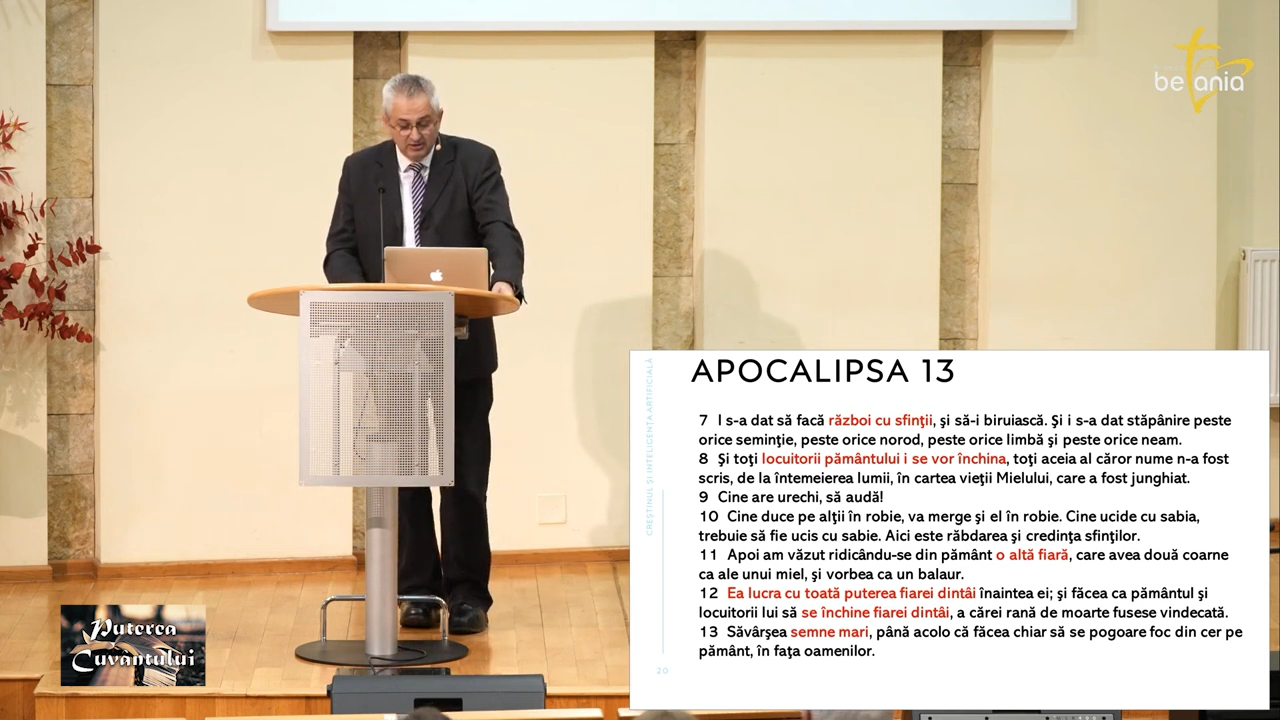 betania
APOCALIPSA 13
CREȘTINUL ȘI INTELIGENȚA ARTIFICIALĂ
7 I s-a dat să facă război cu sfinţii, şi să-i biruiască. Şi i s-a dat stăpânire peste
orice seminţie, peste orice norod, peste orice limbă şi peste orice neam.
8 Şi toţi locuitorii pământului i se vor închina, toţi aceia al căror nume n-a fost
scris, de la întemeierea lumii, în cartea vieţii Mielului, care a fost junghiat.
9 Cine are urechi, să audă!
10 Cine duce pe alţii în robie, va merge şi el în robie. Cine ucide cu sabia,
trebuie să fie ucis cu sabie. Aici este răbdarea şi credinţa sfinţilor.
11 Apoi am văzut ridicându-se din pământ o altă fiară, care avea două coarne
ca ale unui miel, şi vorbea ca un balaur.
12 Ea lucra cu toată puterea fiarei dintâi înaintea ei; şi făcea ca pământul şi
locuitorii lui să se închine fiarei dintâi, a cărei rană de moarte fusese vindecată.
13 Săvârşea semne mari, până acolo că făcea chiar să se pogoare foc din cer pe
pământ, în faţa oamenilor.
20
Puterea
Cuvântului